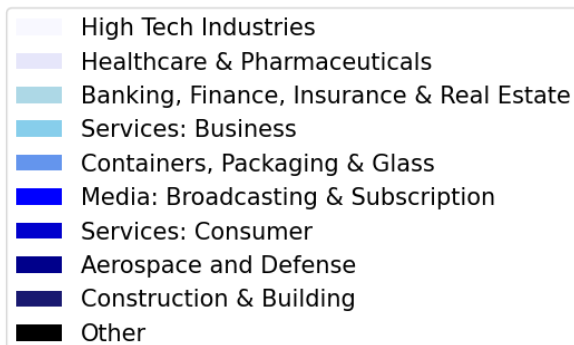 High Tech Industries
Healthcare & Pharmaceuticals
Banking, Finance, Insurance & Real Estate
Services: Business
Containers, Packaging & Glass
Media: Broadcasting & Subscription
Services: Consumer
Aerospace and Defense
Construction & Building
Other